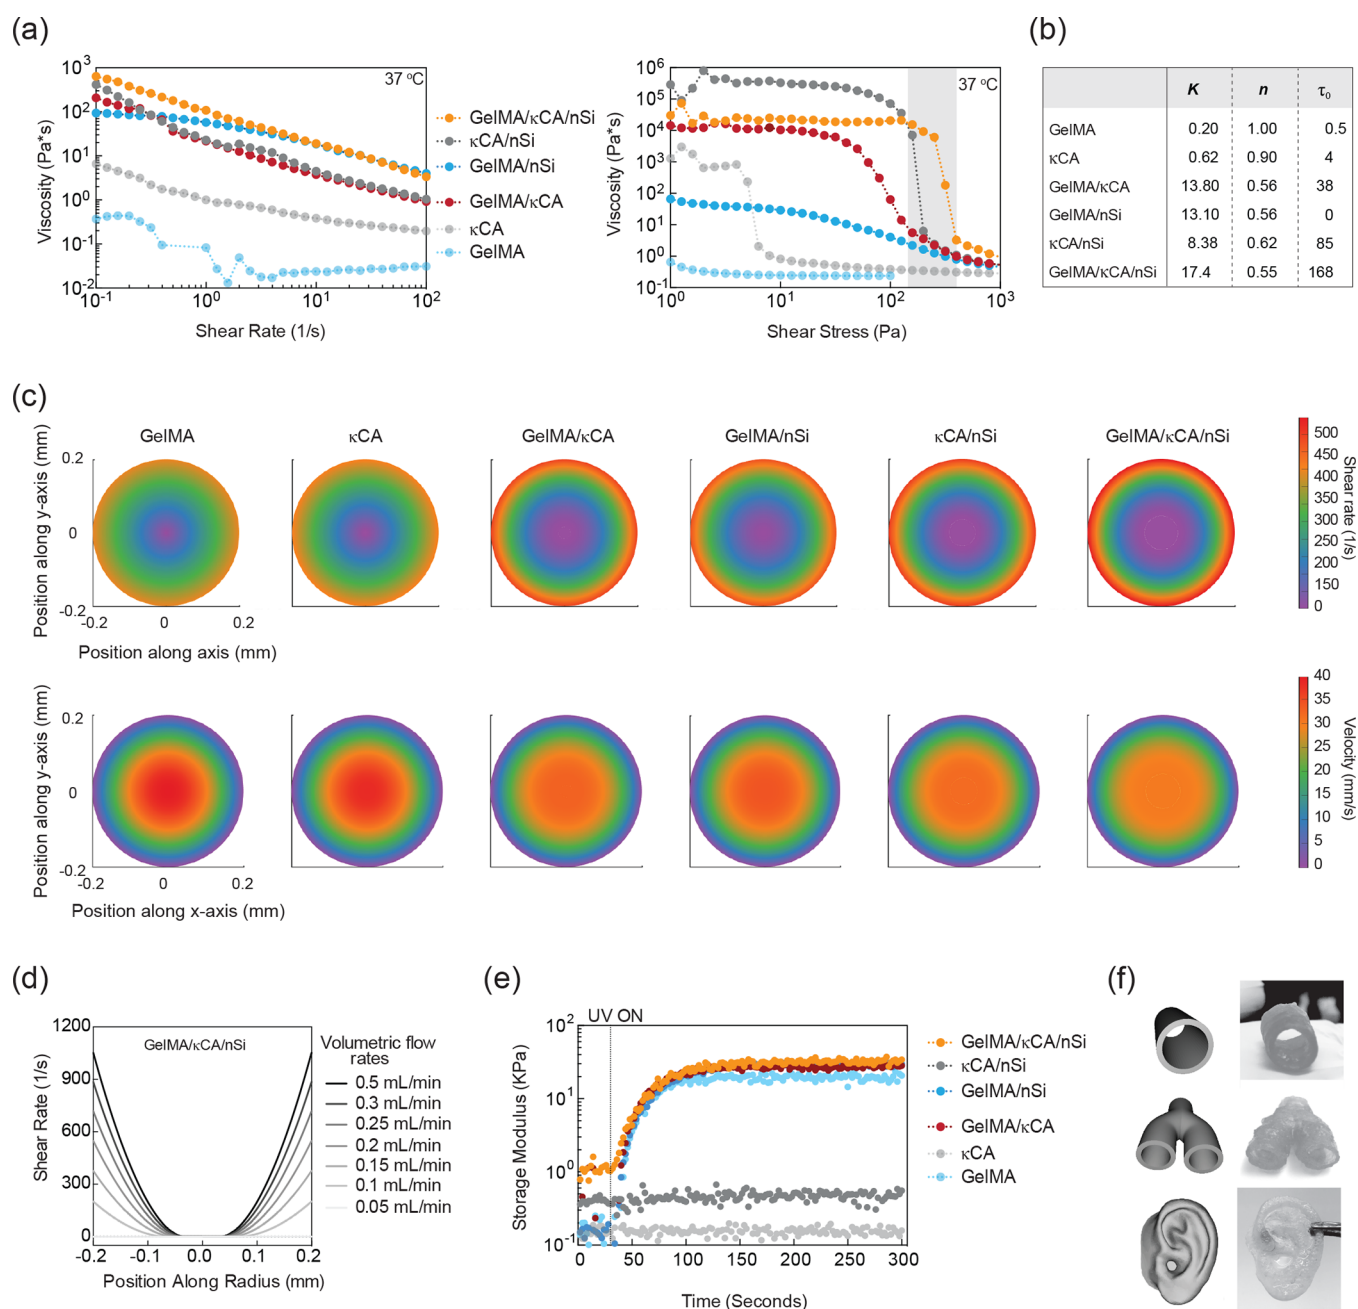 (a)
10³
10²
10¹
10⁰
10⁻¹
10⁻²
Viscosity (Pa*s)
37 °C
10⁻¹
10⁰
10¹
10²
Shear Rate (1/s)
GelMA/κCA/nSi
κCA/nSi
GelMA/nSi
GelMA/κCA
κCA
GelMA
10⁶
10⁵
10⁴
10³
10²
10¹
10⁰
10⁻¹
Viscosity (Pa*s)
37 °C
10⁰
10¹
10²
10³
Shear Stress (Pa)
(b)
K n τ₀
GelMA 0.20 1.00 0.5
κCA 0.62 0.90 4
GelMA/κCA 13.80 0.56 38
GelMA/nSi 13.10 0.56 0
κCA/nSi 8.38 0.62 85
GelMA/κCA/nSi 17.4 0.55 168
(c)
GelMA
κCA
GelMA/κCA
GelMA/nSi
κCA/nSi
GelMA/κCA/nSi
Position along y-axis (mm)
0.2
0
-0.2
-0.2 0 0.2
Position along axis (mm)
500
450
400
350
300
250
200
150
0
Shear rate (1/s)
Position along y-axis (mm)
0.2
0
-0.2
-0.2 0 0.2
Position along x-axis (mm)
40
35
30
25
20
15
10
5
0
Velocity (mm/s)
(d)
1200
900
600
300
0
Shear Rate (1/s)
GelMA/κCA/nSi
-0.2 -0.1 0.0 0.1 0.2
Position Along Radius (mm)
Volumetric flow
rates
0.5 mL/min
0.3 mL/min
0.25 mL/min
0.2 mL/min
0.15 mL/min
0.1 mL/min
0.05 mL/min
(e)
UV ON
10²
10¹
10⁰
10⁻¹
Storage Modulus (KPa)
0 50 100 150 200 250 300
Time (Seconds)
GelMA/κCA/nSi
κCA/nSi
GelMA/nSi
GelMA/κCA
κCA
GelMA
(f)